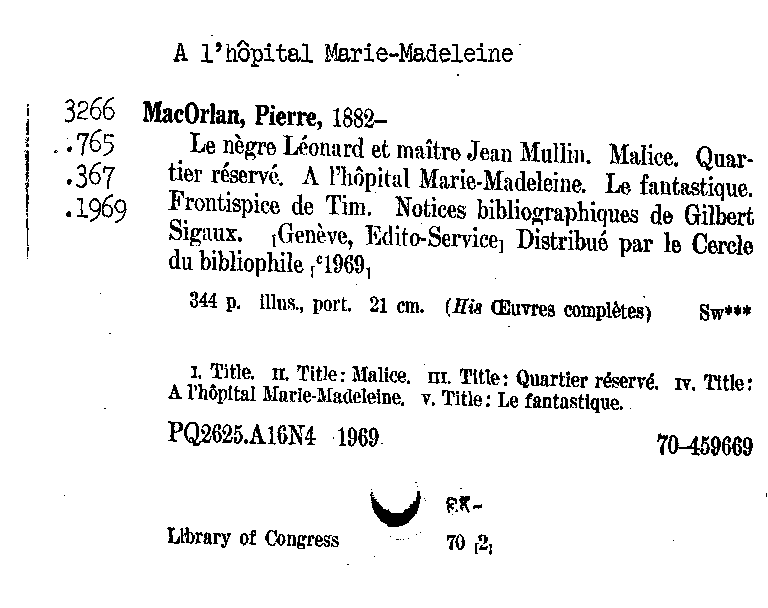 A l'hôpital Marie-Madeleine
3266 MacOrlan, Pierre, 1882–
.765 Le nègre Léonard et maître Jean Mullin. Malice. Quar-
.367 tier réservé. A l'hôpital Marie-Madeleine. Le fantastique.
.1969 Frontispice de Tim. Notices bibliographiques de Gilbert
Sigaux. [Genève, Edito-Service] Distribué par le Cercle
du bibliophile [c1969]
344 p. illus., port. 21 cm. (His Œuvres complètes) Sw***
I. Title. II. Title: Malice. III. Title: Quartier réservé. IV. Title:
A l'hôpital Marie-Madeleine. V. Title: Le fantastique.
PQ2625.A16N4 1969
70–459669
Library of Congress 70 [2]